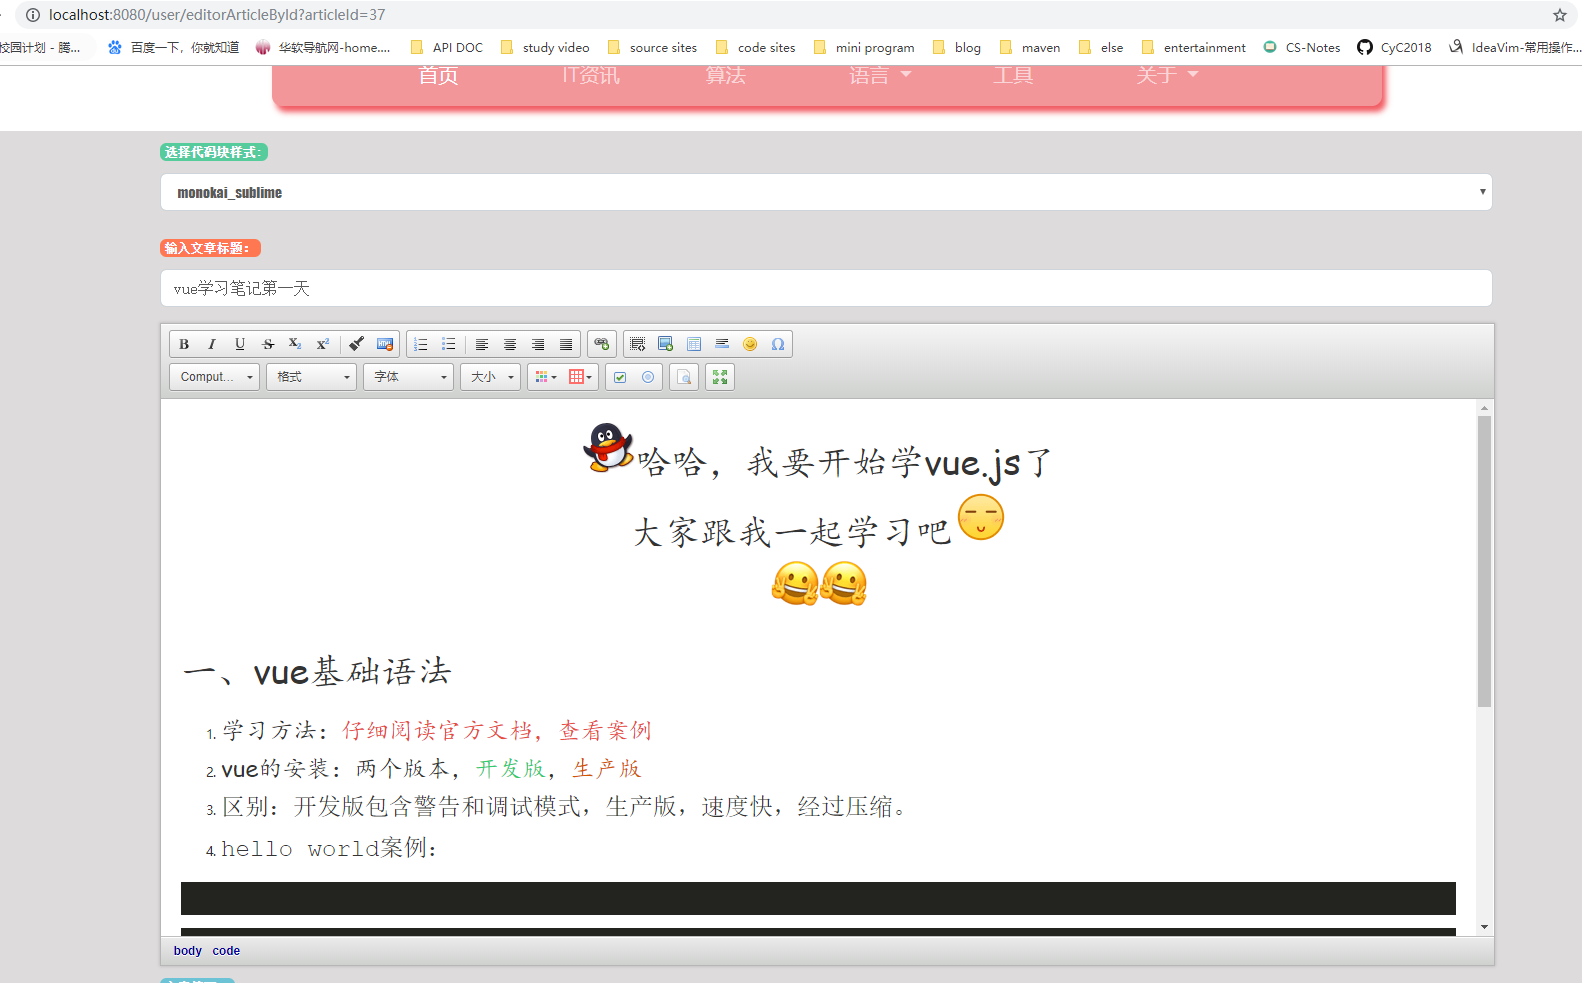 localhost:8080/user/editorArticleById?articleId=37
校园计划 - 腾... 百度一下，你就知道 华软导航网-home.... API DOC study video source sites code sites mini program blog maven else entertainment CS-Notes CyC2018 IdeaVim-常用操作...
首页 IT资讯 算法 语言 工具 关于
选择代码块样式:
monokai_sublime
输入文章标题:
vue学习笔记第一天
B I U S X₂ X²
Comput... 格式 字体 大小
哈哈，我要开始学vue.js了
大家跟我一起学习吧
一、vue基础语法
1. 学习方法：仔细阅读官方文档，查看案例
2. vue的安装：两个版本，开发版，生产版
3. 区别：开发版包含警告和调试模式，生产版，速度快，经过压缩。
4. hello world案例：
body code